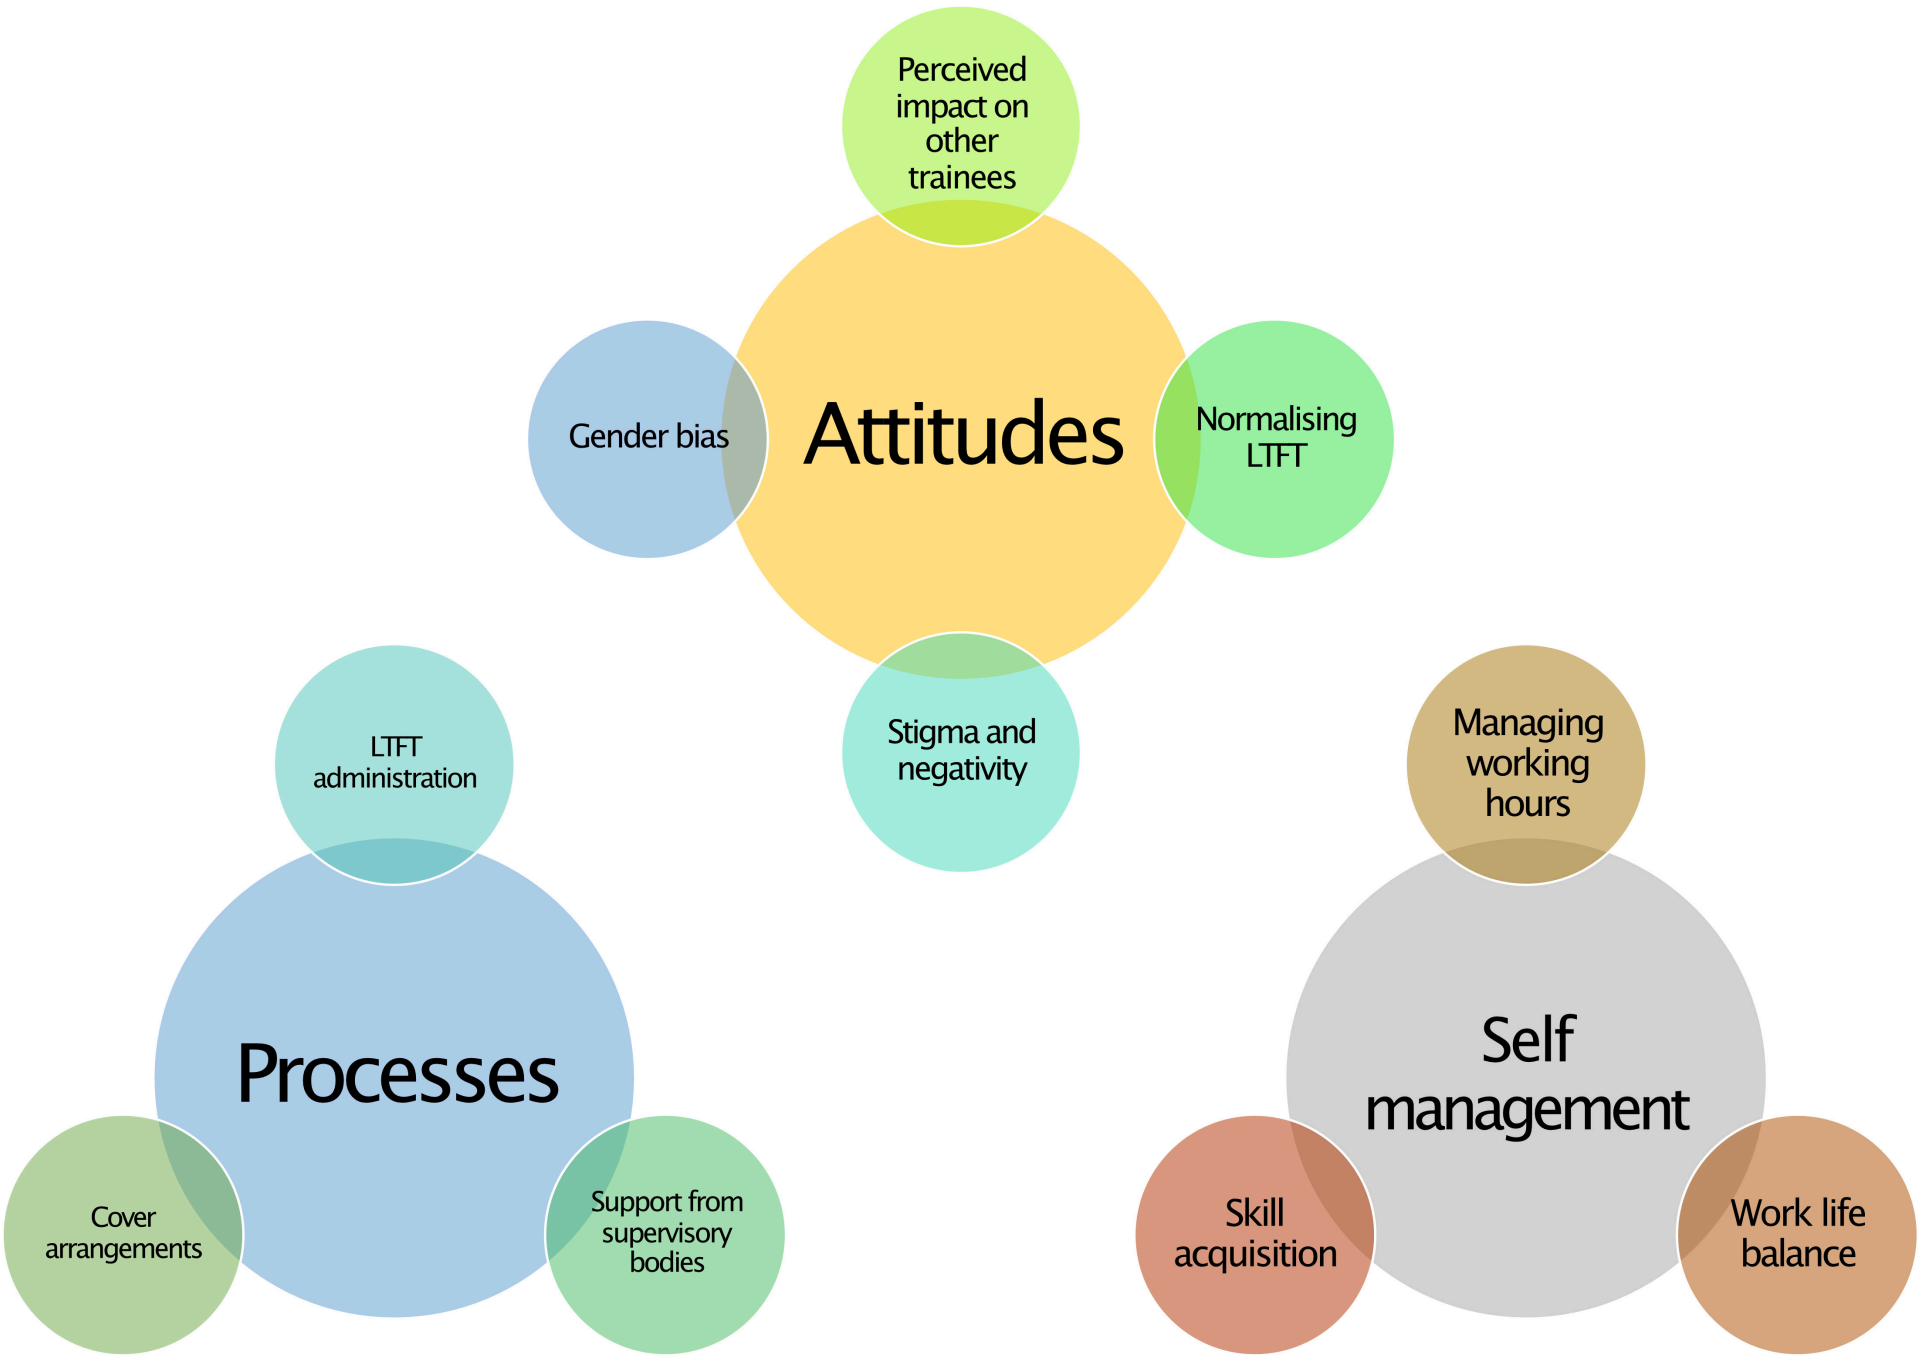 Perceived
impact on
other
trainees
Gender bias
Attitudes
Normalising
LTFT
Stigma and
negativity
LTFT
administration
Processes
Cover
arrangements
Support from
supervisory
bodies
Managing
working
hours
Self
management
Skill
acquisition
Work life
balance